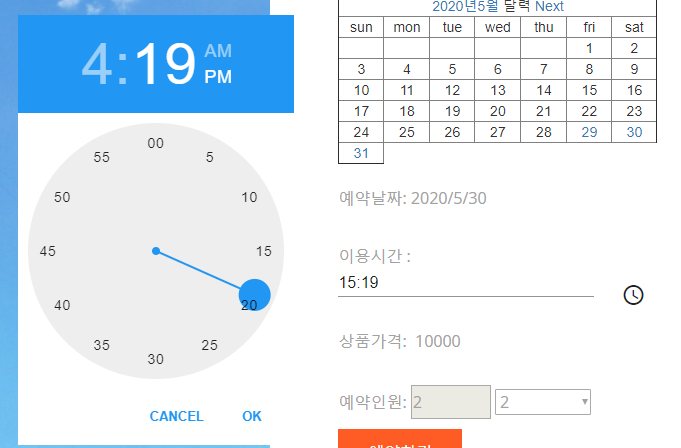 4:19
AM
PM
00
55 5
50 10
45 15
40 20
35 25
30
CANCEL OK
2020년5월 달력 Next
sun mon tue wed thu fri sat
1 2
3 4 5 6 7 8 9
10 11 12 13 14 15 16
17 18 19 20 21 22 23
24 25 26 27 28 29 30
31
예약날짜: 2020/5/30
이용시간 :
15:19
상품가격: 10000
예약인원: 2 2
예약하기